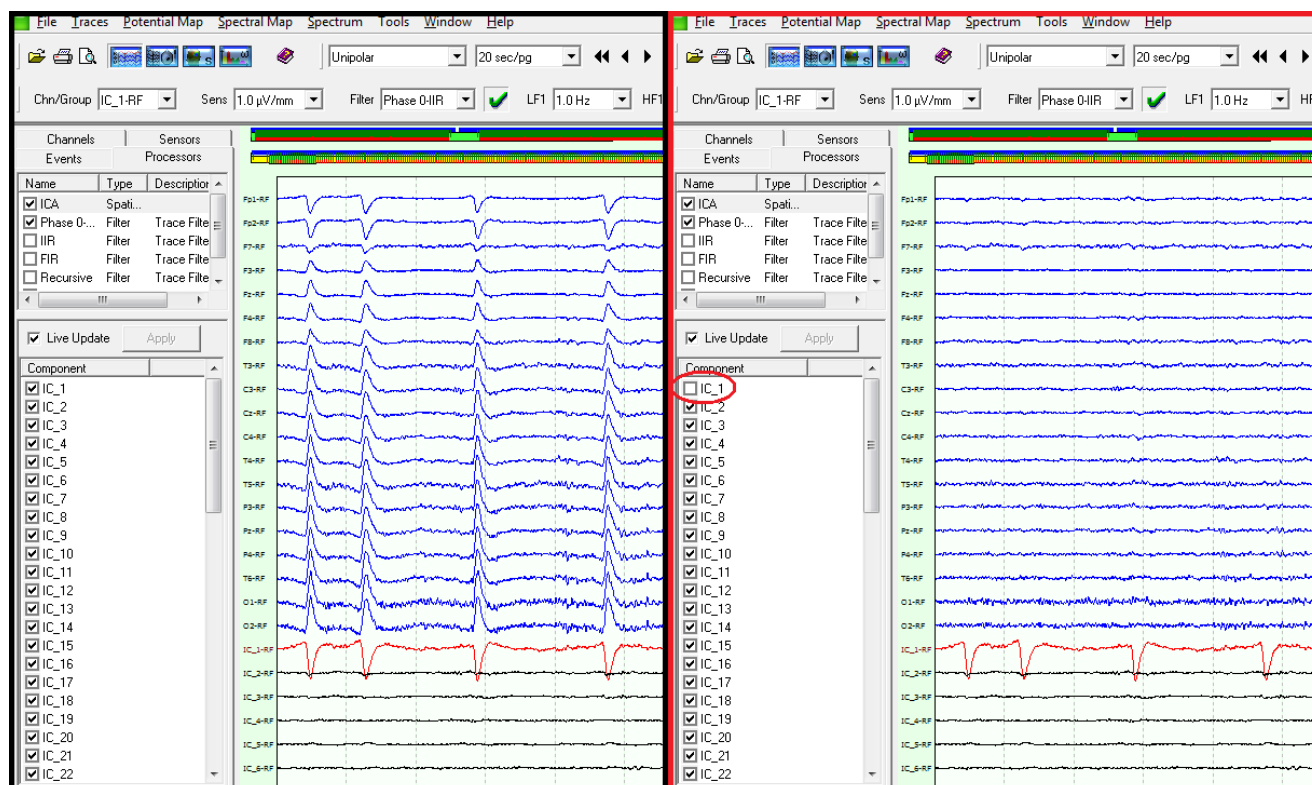 File Traces Potential Map Spectral Map Spectrum Tools Window Help
Unipolar 20 sec/pg
Chn/Group IC_1-RF Sens 1.0 µV/mm Filter Phase 0-IIR LF1 1.0 Hz HF1
Channels Sensors
Events Processors
Name Type Description
ICA Spati...
Phase 0-... Filter Trace Filte
IIR Filter Trace Filte
FIR Filter Trace Filte
Recursive Filter Trace Filte
Live Update Apply
Component
IC_1
IC_2
IC_3
IC_4
IC_5
IC_6
IC_7
IC_8
IC_9
IC_10
IC_11
IC_12
IC_13
IC_14
IC_15
IC_16
IC_17
IC_18
IC_19
IC_20
IC_21
IC_22
Fp1-RF
Fp2-RF
F7-RF
F3-RF
Fz-RF
F4-RF
F8-RF
T3-RF
C3-RF
Cz-RF
C4-RF
T4-RF
T5-RF
P3-RF
Pz-RF
P4-RF
T6-RF
O1-RF
O2-RF
IC_1-RF
IC_2-RF
IC_3-RF
IC_4-RF
IC_5-RF
IC_6-RF
File Traces Potential Map Spectral Map Spectrum Tools Window Help
Unipolar 20 sec/pg
Chn/Group IC_1-RF Sens 1.0 µV/mm Filter Phase 0-IIR LF1 1.0 Hz
Channels Sensors
Events Processors
Name Type Description
ICA Spati...
Phase 0-... Filter Trace Filte
IIR Filter Trace Filte
FIR Filter Trace Filte
Recursive Filter Trace Filte
Live Update Apply
Component
IC_1
IC_2
IC_3
IC_4
IC_5
IC_6
IC_7
IC_8
IC_9
IC_10
IC_11
IC_12
IC_13
IC_14
IC_15
IC_16
IC_17
IC_18
IC_19
IC_20
IC_21
IC_22
Fp1-RF
Fp2-RF
F7-RF
F3-RF
Fz-RF
F4-RF
F8-RF
T3-RF
C3-RF
Cz-RF
C4-RF
T4-RF
T5-RF
P3-RF
Pz-RF
P4-RF
T6-RF
O1-RF
O2-RF
IC_1-RF
IC_2-RF
IC_3-RF
IC_4-RF
IC_5-RF
IC_6-RF